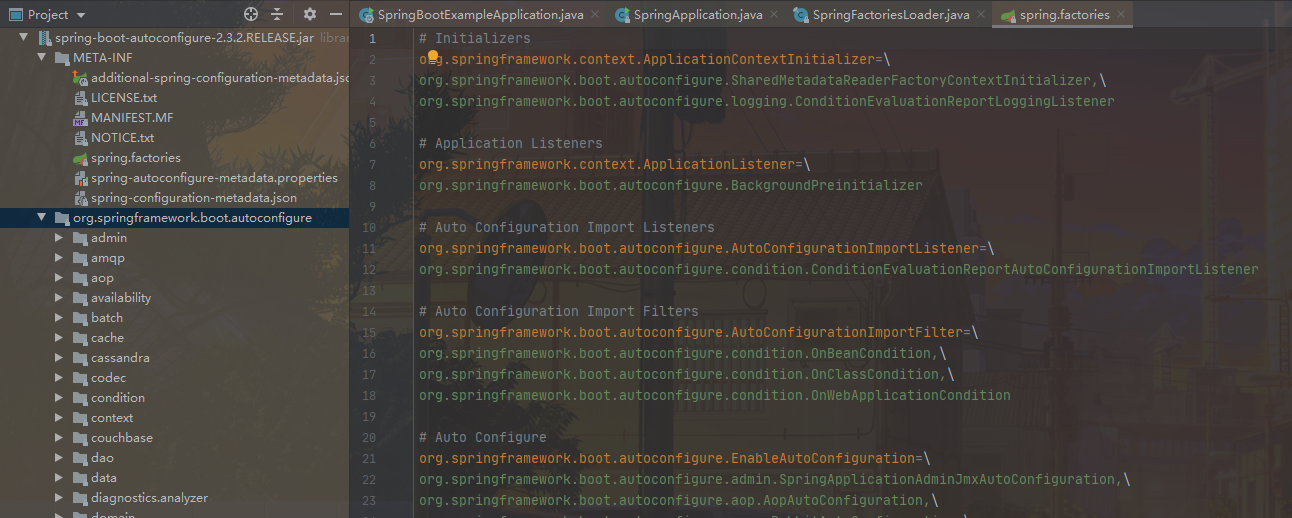 Project
spring-boot-autoconfigure-2.3.2.RELEASE.jar
META-INF
additional-spring-configuration-metadata.jso
LICENSE.txt
MANIFEST.MF
NOTICE.txt
spring.factories
spring-autoconfigure-metadata.properties
spring-configuration-metadata.json
org.springframework.boot.autoconfigure
admin
amqp
aop
availability
batch
cache
cassandra
codec
condition
context
couchbase
dao
data
diagnostics.analyzer
domain
SpringBootExampleApplication.java
SpringApplication.java
SpringFactoriesLoader.java
spring.factories
1 # Initializers
2 org.springframework.context.ApplicationContextInitializer=\
3 org.springframework.boot.autoconfigure.SharedMetadataReaderFactoryContextInitializer,\
4 org.springframework.boot.autoconfigure.logging.ConditionEvaluationReportLoggingListener
5
6 # Application Listeners
7 org.springframework.context.ApplicationListener=\
8 org.springframework.boot.autoconfigure.BackgroundPreinitializer
9
10 # Auto Configuration Import Listeners
11 org.springframework.boot.autoconfigure.AutoConfigurationImportListener=\
12 org.springframework.boot.autoconfigure.condition.ConditionEvaluationReportAutoConfigurationImportListener
13
14 # Auto Configuration Import Filters
15 org.springframework.boot.autoconfigure.AutoConfigurationImportFilter=\
16 org.springframework.boot.autoconfigure.condition.OnBeanCondition,\
17 org.springframework.boot.autoconfigure.condition.OnClassCondition,\
18 org.springframework.boot.autoconfigure.condition.OnWebApplicationCondition
19
20 # Auto Configure
21 org.springframework.boot.autoconfigure.EnableAutoConfiguration=\
22 org.springframework.boot.autoconfigure.admin.SpringApplicationAdminJmxAutoConfiguration,\
23 org.springframework.boot.autoconfigure.aop.AopAutoConfiguration,\